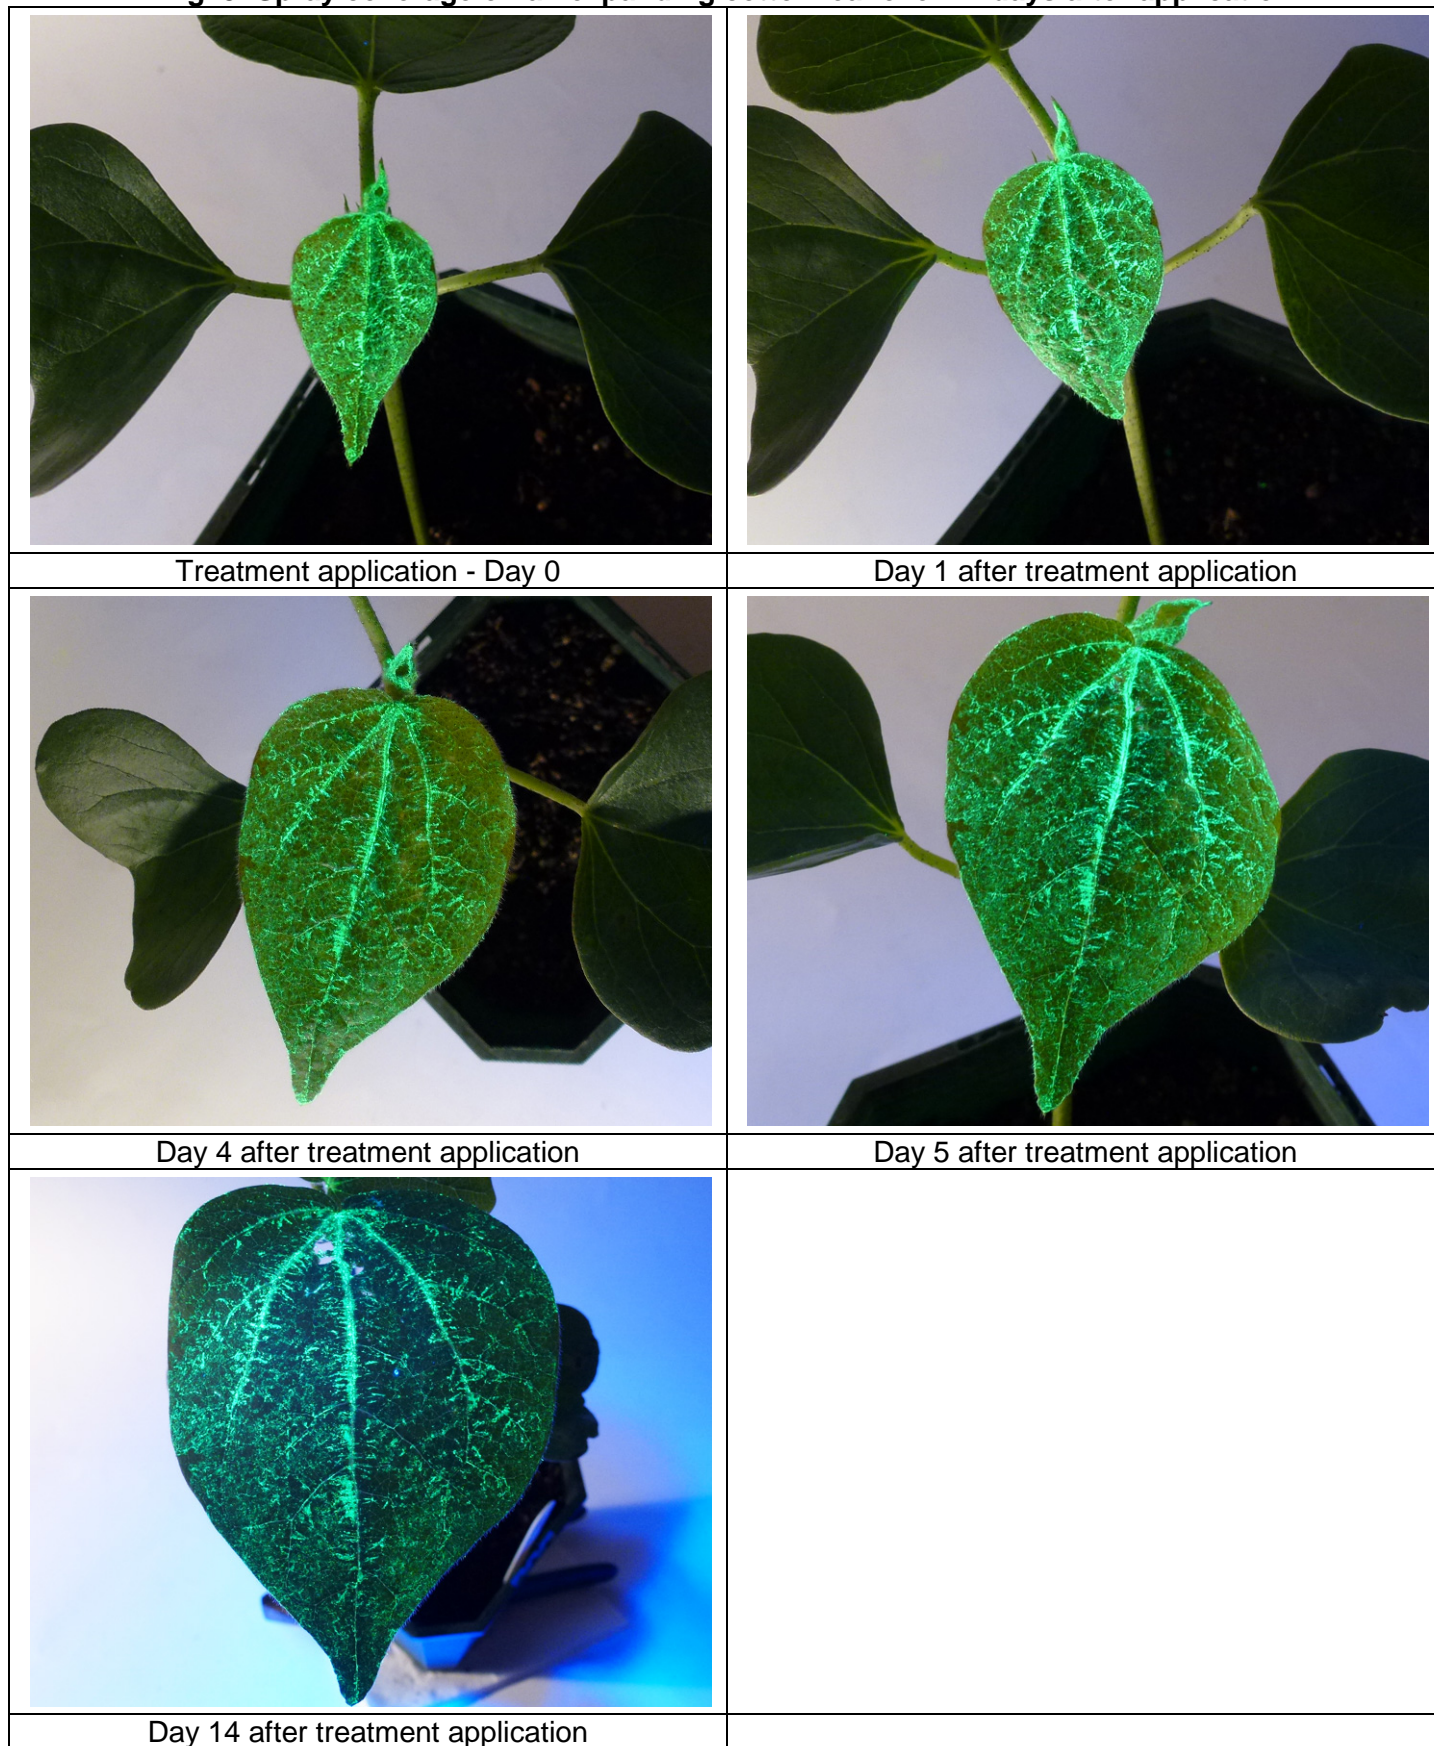 Treatment application - Day 0
Day 1 after treatment application
Day 4 after treatment application
Day 5 after treatment application
Day 14 after treatment application